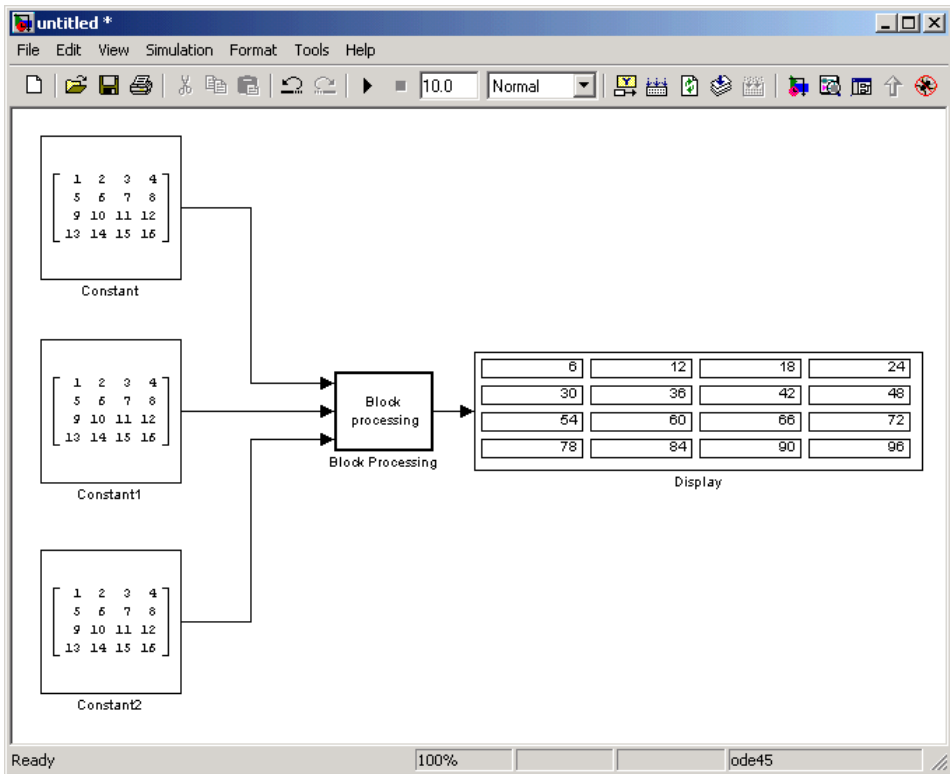 untitled *
File Edit View Simulation Format Tools Help
10.0 Normal
1 2 3 4
5 6 7 8
9 10 11 12
13 14 15 16
Constant
1 2 3 4
5 6 7 8
9 10 11 12
13 14 15 16
Constant1
1 2 3 4
5 6 7 8
9 10 11 12
13 14 15 16
Constant2
Block
processing
Block Processing
6 12 18 24
30 36 42 48
54 60 66 72
78 84 90 96
Display
Ready 100% ode45